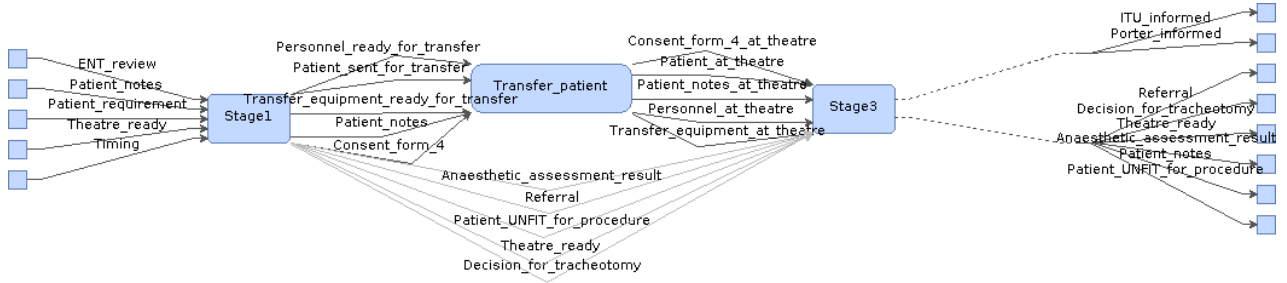 ENT_review
Patient_notes
Patient_requirement
Theatre_ready
Timing
Stage1
Personnel_ready_for_transfer
Patient_sent_for_transfer
Transfer_equipment_ready_for_transfer
Patient_notes
Consent_form_4
Transfer_patient
Anaesthetic_assessment_result
Referral
Patient_UNFIT_for_procedure
Theatre_ready
Decision_for_tracheotomy
Consent_form_4_at_theatre
Patient_at_theatre
Patient_notes_at_theatre
Personnel_at_theatre
Transfer_equipment_at_theatre
Stage3
ITU_informed
Porter_informed
Referral
Decision_for_tracheotomy
Theatre_ready
Anaesthetic_assessment_result
Patient_notes
Patient_UNFIT_for_procedure